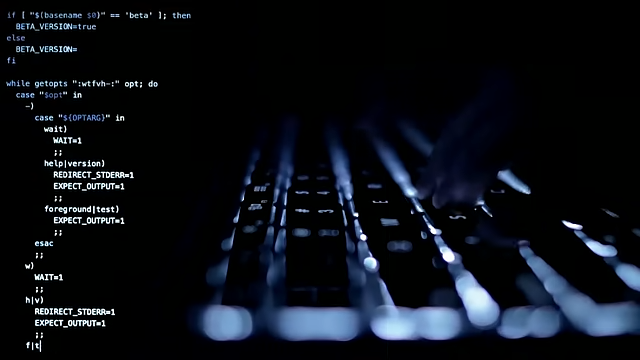 if [ "$(basename $0)" == 'beta' ]; then
BETA_VERSION=true
else
BETA_VERSION=
fi
while getopts ":wtfvh-:" opt; do
case "$opt" in
-)
case "${OPTARG}" in
wait)
WAIT=1
;;
help|version)
REDIRECT_STDERR=1
EXPECT_OUTPUT=1
;;
foreground|test)
EXPECT_OUTPUT=1
;;
esac
;;
w)
WAIT=1
;;
h|v)
REDIRECT_STDERR=1
EXPECT_OUTPUT=1
;;
f|t